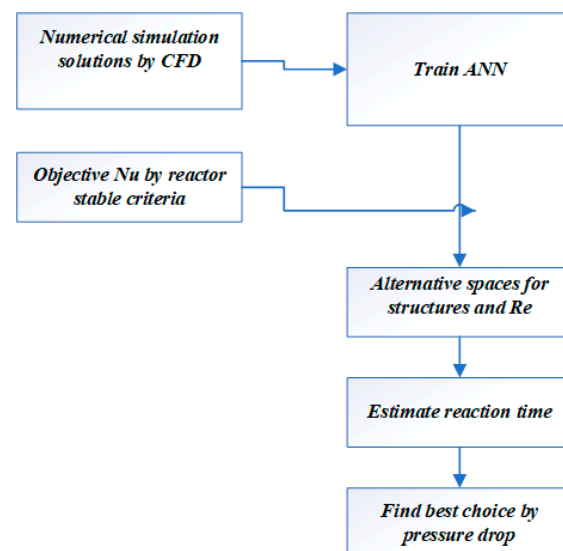 Numerical simulation
solutions by CFD
Train ANN
Objective Nu by reactor
stable criteria
Alternative spaces for
structures and Re
Estimate reaction time
Find best choice by
pressure drop